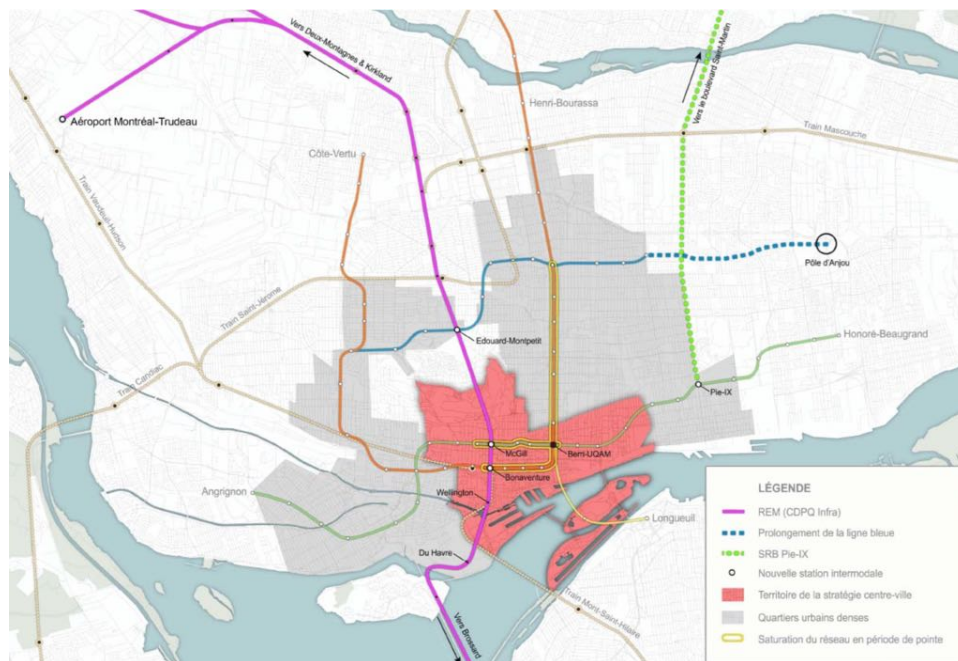 Vers Deux-Montagnes & Kirkland
Vers le boulevard Saint-Martin
Henri-Bourassa
Aéroport Montréal-Trudeau
Train Mascouche
Côte-Vertu
Train Vaudreuil-Hudson
Pôle d'Anjou
Train Saint-Jérôme
Edouard-Montpetit
Honoré-Beaugrand
Train Candiac
Pie-IX
McGill
Berri-UQAM
Bonaventure
Angrignon
Wellington
Longueuil
Du Havre
Train Mont-Saint-Hilaire
Vers Brossard
LÉGENDE
REM (CDPQ Infra)
Prolongement de la ligne bleue
SRB Pie-IX
Nouvelle station intermodale
Territoire de la stratégie centre-ville
Quartiers urbains denses
Saturation du réseau en période de pointe